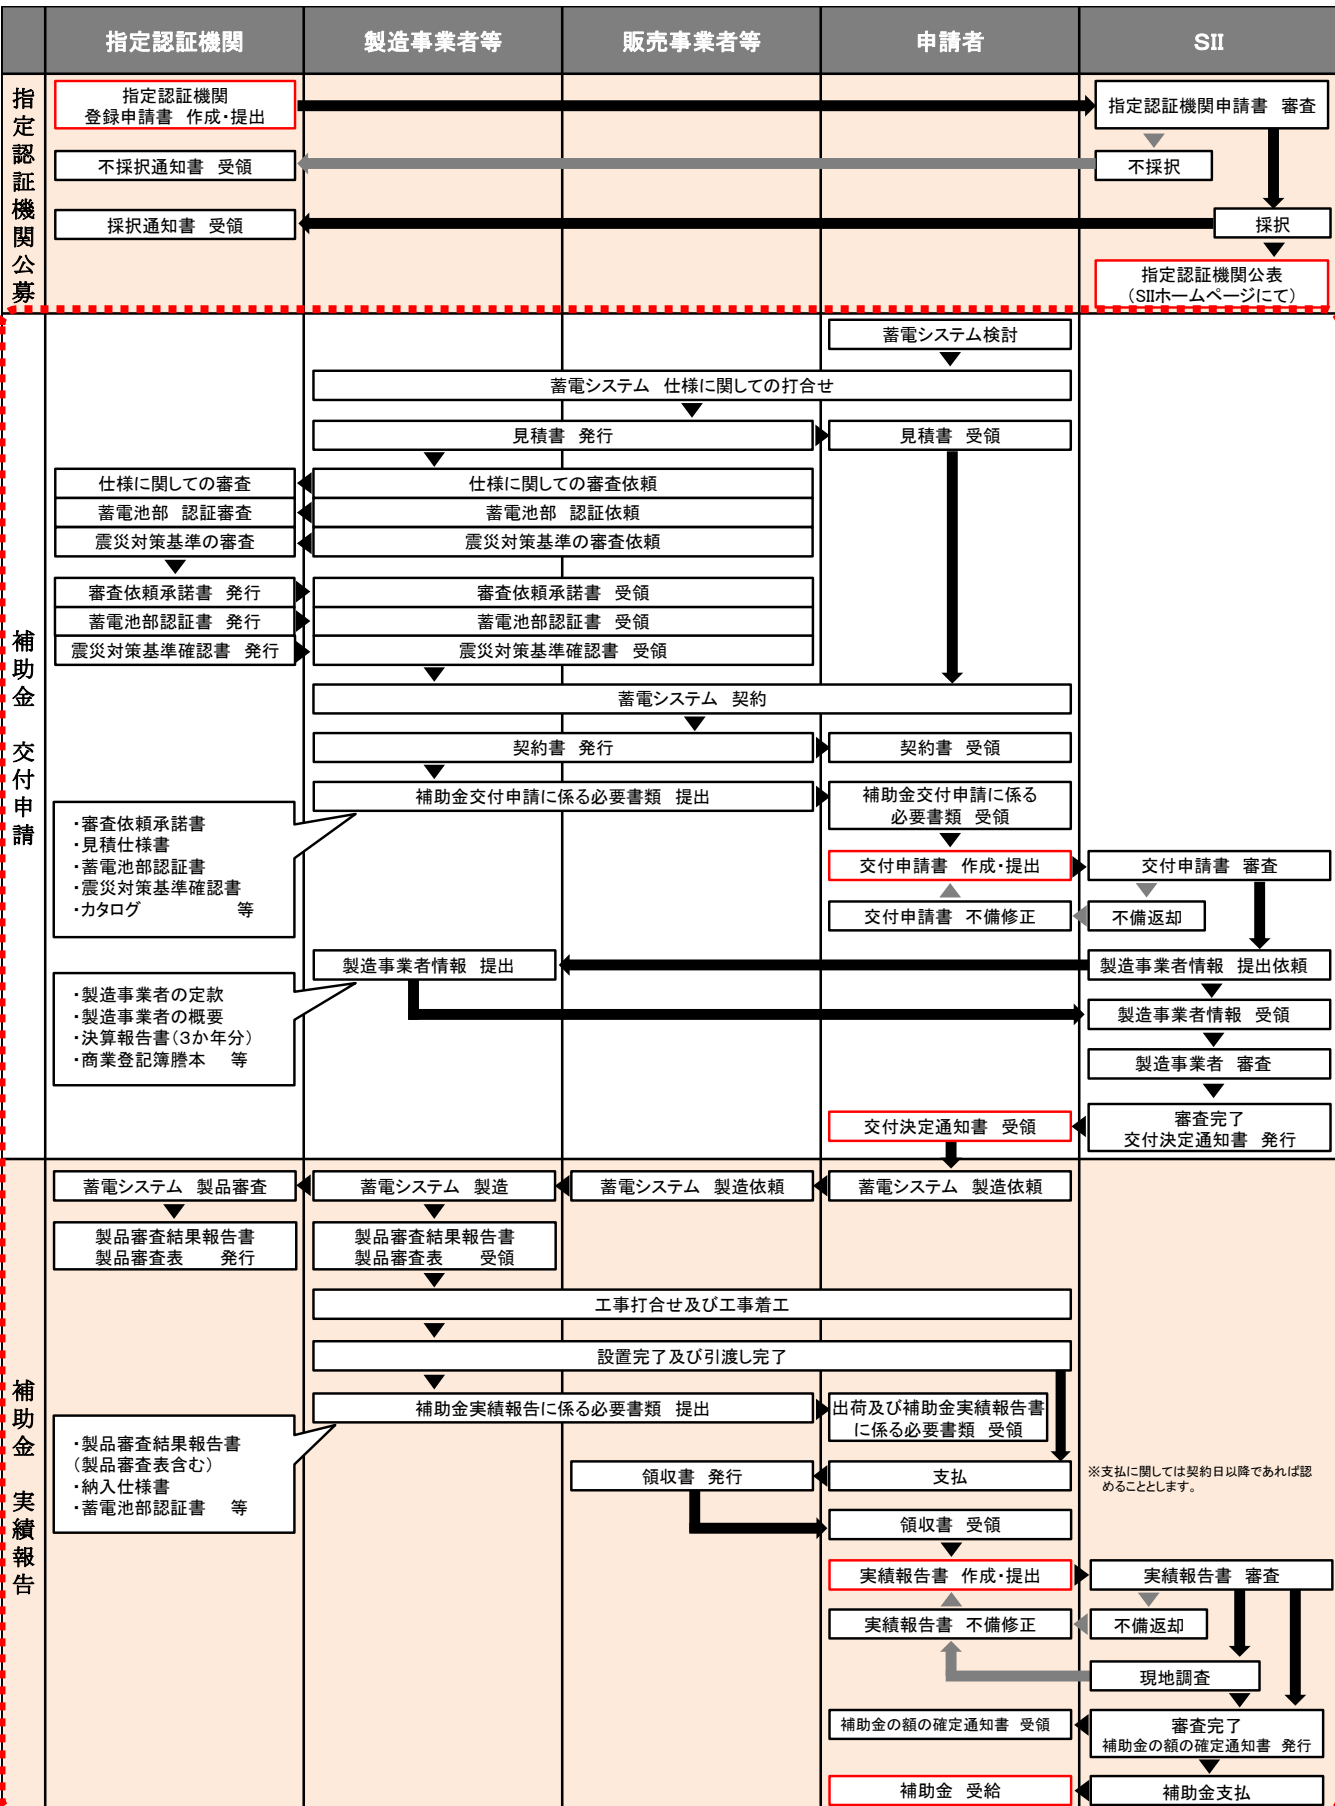 指定認証機関
製造事業者等
販売事業者等
申請者
SII
指定認証機関公募
指定認証機関
登録申請書 作成・提出
指定認証機関申請書 審査
不採択通知書 受領
不採択
採択通知書 受領
採択
指定認証機関公表
(SIIホームページにて)
補助金 交付申請
蓄電システム検討
蓄電システム 仕様に関しての打合せ
見積書 発行
見積書 受領
仕様に関しての審査
仕様に関しての審査依頼
蓄電池部 認証審査
蓄電池部 認証依頼
震災対策基準の審査
震災対策基準の審査依頼
審査依頼承諾書 発行
審査依頼承諾書 受領
蓄電池部認証書 発行
蓄電池部認証書 受領
震災対策基準確認書 発行
震災対策基準確認書 受領
蓄電システム 契約
契約書 発行
契約書 受領
補助金交付申請に係る必要書類 提出
補助金交付申請に係る
必要書類 受領
・審査依頼承諾書
・見積仕様書
・蓄電池部認証書
・震災対策基準確認書
・カタログ 等
交付申請書 作成・提出
交付申請書 審査
交付申請書 不備修正
不備返却
製造事業者情報 提出
製造事業者情報 提出依頼
・製造事業者の定款
・製造事業者の概要
・決算報告書(3か年分)
・商業登記簿謄本 等
製造事業者情報 受領
製造事業者 審査
交付決定通知書 受領
審査完了
交付決定通知書 発行
補助金 実績報告
蓄電システム 製品審査
蓄電システム 製造
蓄電システム 製造依頼
蓄電システム 製造依頼
製品審査結果報告書
製品審査表 発行
製品審査結果報告書
製品審査表 受領
工事打合せ及び工事着工
設置完了及び引渡し完了
補助金実績報告に係る必要書類 提出
出荷及び補助金実績報告書
に係る必要書類 受領
・製品審査結果報告書
(製品審査表含む)
・納入仕様書
・蓄電池部認証書 等
領収書 発行
支払
※支払に関しては契約日以降であれば認
めることとします。
領収書 受領
実績報告書 作成・提出
実績報告書 審査
実績報告書 不備修正
不備返却
現地調査
補助金の額の確定通知書 受領
審査完了
補助金の額の確定通知書 発行
補助金 受給
補助金支払